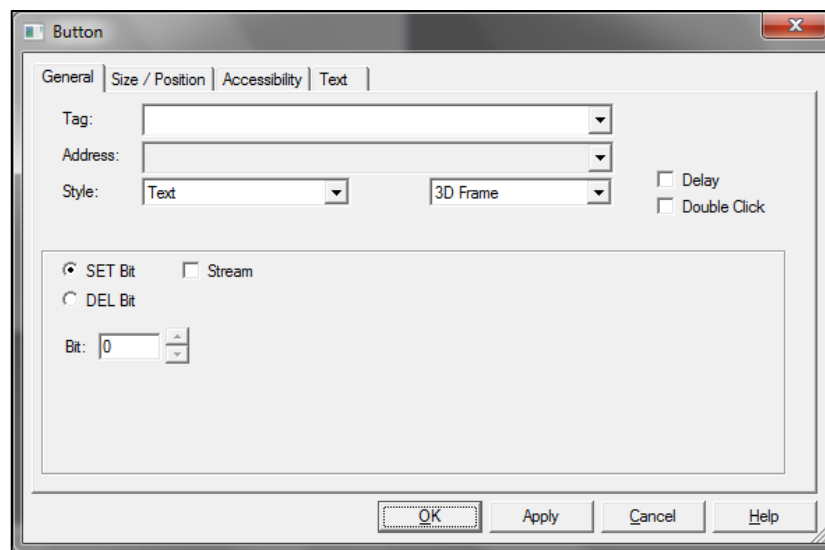 Button
General Size / Position Accessibility Text
Tag:
Address:
Style: Text 3D Frame
Delay
Double Click
SET Bit Stream
DEL Bit
Bit: 0
OK Apply Cancel Help